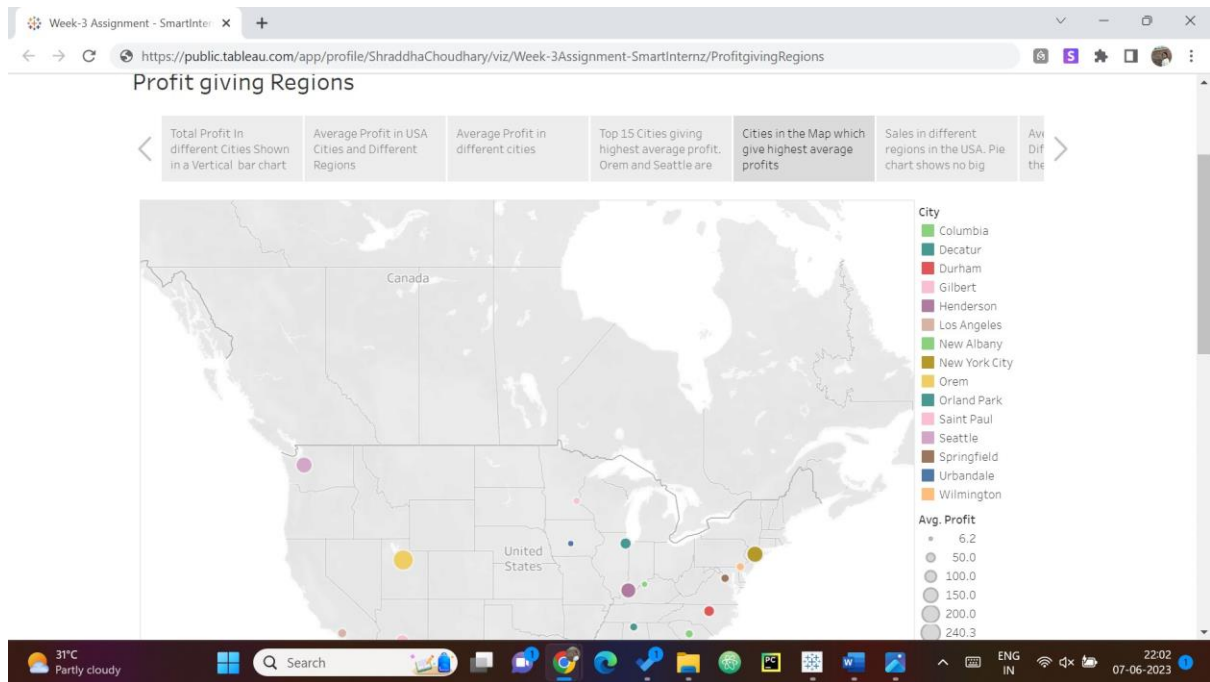 Week-3 Assignment - SmartInter
https://public.tableau.com/app/profile/ShraddhaChoudhary/viz/Week-3Assignment-SmartInternz/ProfitgivingRegions
S
Profit giving Regions
Total Profit In
different Cities Shown
in a Vertical bar chart
Average Profit in USA
Cities and Different
Regions
Average Profit in
different cities
Top 15 Cities giving
highest average profit.
Orem and Seattle are
Cities in the Map which
give highest average
profits
Sales in different
regions in the USA. Pie
chart shows no big
Canada
United
States
City
Columbia
Decatur
Durham
Gilbert
Henderson
Los Angeles
New Albany
New York City
Orem
Orland Park
Saint Paul
Seattle
Springfield
Urbandale
Wilmington
Avg. Profit
6.2
50.0
100.0
150.0
200.0
240.3
31°C
Partly cloudy
Search
1
PC
W
ENG
IN
22:02
07-06-2023
1